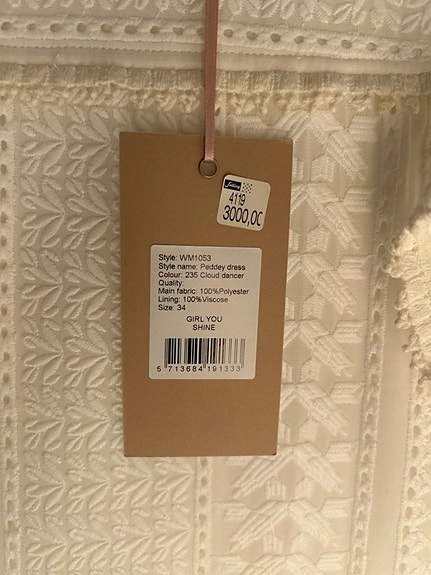 4119
3000,00
Style: WM1053
Style name: Peddey dress
Colour: 235 Cloud dancer
Quality:
Main fabric: 100%Polyester
Lining: 100%Viscose
Size: 34
GIRL YOU
SHINE
5 713684 191333